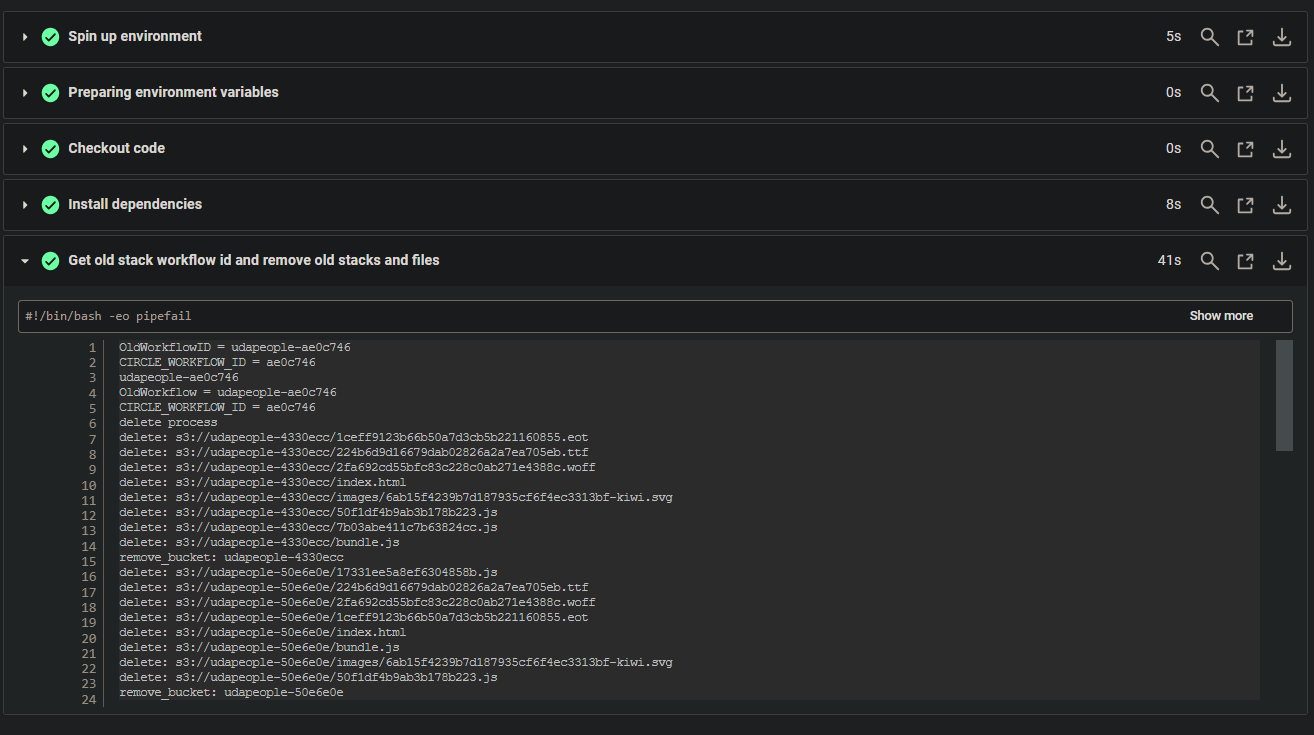 Spin up environment 5s
Preparing environment variables 0s
Checkout code 0s
Install dependencies 8s
Get old stack workflow id and remove old stacks and files 41s
#!/bin/bash -eo pipefail Show more
1 OldWorkflowID = udapeople-ae0c746
2 CIRCLE_WORKFLOW_ID = ae0c746
3 udapeople-ae0c746
4 OldWorkflow = udapeople-ae0c746
5 CIRCLE_WORKFLOW_ID = ae0c746
6 delete process
7 delete: s3://udapeople-4330ecc/1ceff9123b66b50a7d3cb5b221160855.eot
8 delete: s3://udapeople-4330ecc/224b6d9d16679dab02826a2a7ea705eb.ttf
9 delete: s3://udapeople-4330ecc/2fa692cd55bfc83c228c0ab271e4388c.woff
10 delete: s3://udapeople-4330ecc/index.html
11 delete: s3://udapeople-4330ecc/images/6ab15f4239b7d187935cf6f4ec3313bf-kiwi.svg
12 delete: s3://udapeople-4330ecc/50f1df4b9ab3b178b223.js
13 delete: s3://udapeople-4330ecc/7b03abe411c7b63824cc.js
14 delete: s3://udapeople-4330ecc/bundle.js
15 remove_bucket: udapeople-4330ecc
16 delete: s3://udapeople-50e6e0e/17331ee5a8ef6304858b.js
17 delete: s3://udapeople-50e6e0e/224b6d9d16679dab02826a2a7ea705eb.ttf
18 delete: s3://udapeople-50e6e0e/2fa692cd55bfc83c228c0ab271e4388c.woff
19 delete: s3://udapeople-50e6e0e/1ceff9123b66b50a7d3cb5b221160855.eot
20 delete: s3://udapeople-50e6e0e/index.html
21 delete: s3://udapeople-50e6e0e/bundle.js
22 delete: s3://udapeople-50e6e0e/images/6ab15f4239b7d187935cf6f4ec3313bf-kiwi.svg
23 delete: s3://udapeople-50e6e0e/50f1df4b9ab3b178b223.js
24 remove_bucket: udapeople-50e6e0e